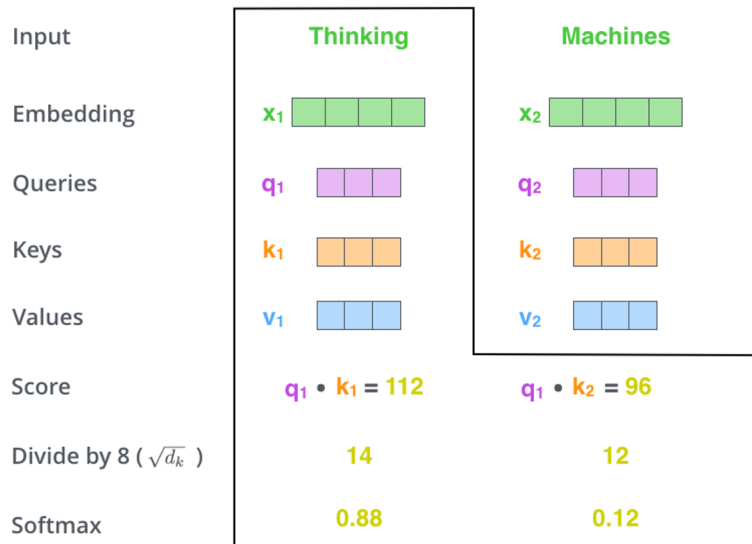 Input Thinking Machines
Embedding x₁ x₂
Queries q₁ q₂
Keys k₁ k₂
Values v₁ v₂
Score q₁ • k₁ = 112 q₁ • k₂ = 96
Divide by 8 ( √dₖ ) 14 12
Softmax 0.88 0.12